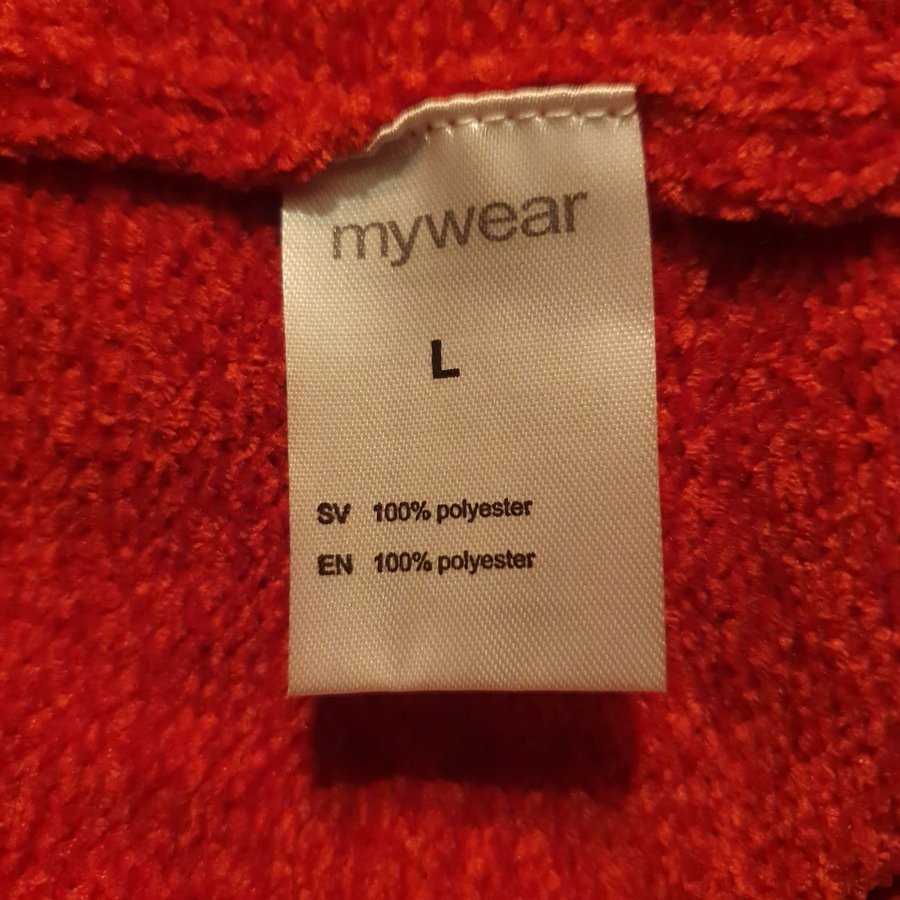 mywear
L
SV 100% polyester
EN 100% polyester